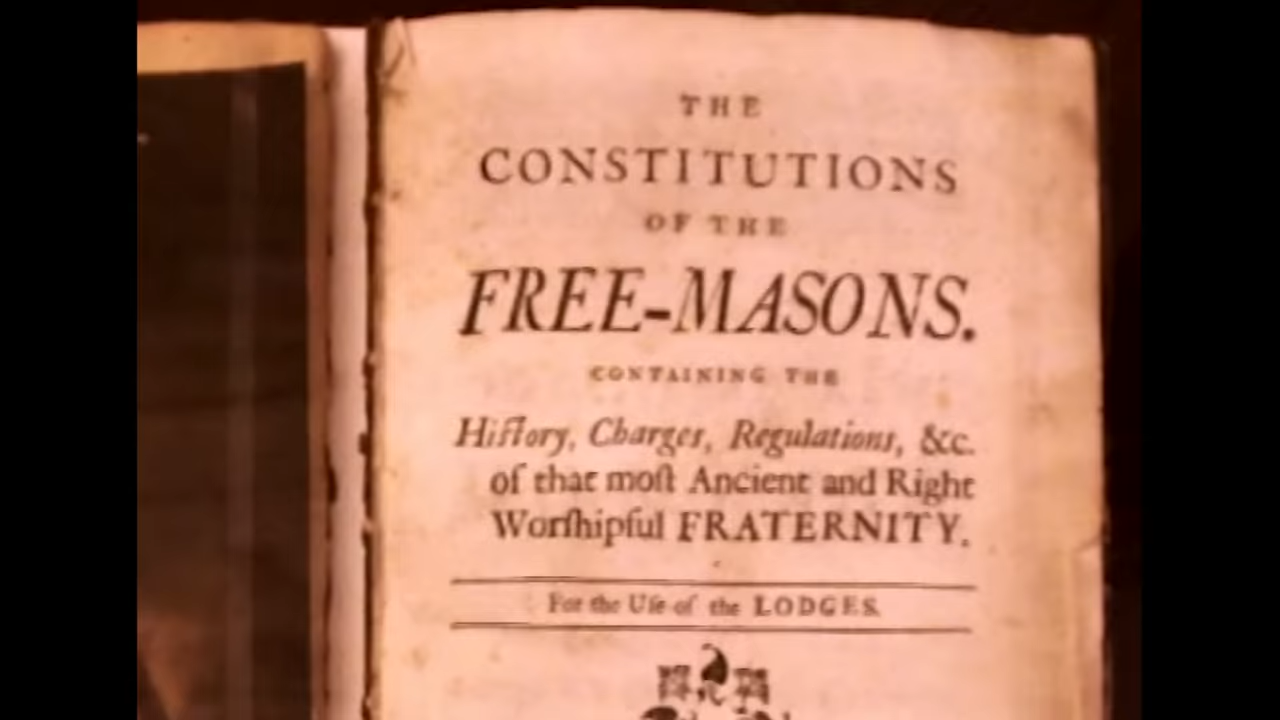 THE
CONSTITUTIONS
OF THE
FREE-MASONS.
CONTAINING THE
Hiſtory, Charges, Regulations, &c.
of that moſt Ancient and Right
Worſhipful FRATERNITY.
For the Uſe of the LODGES.